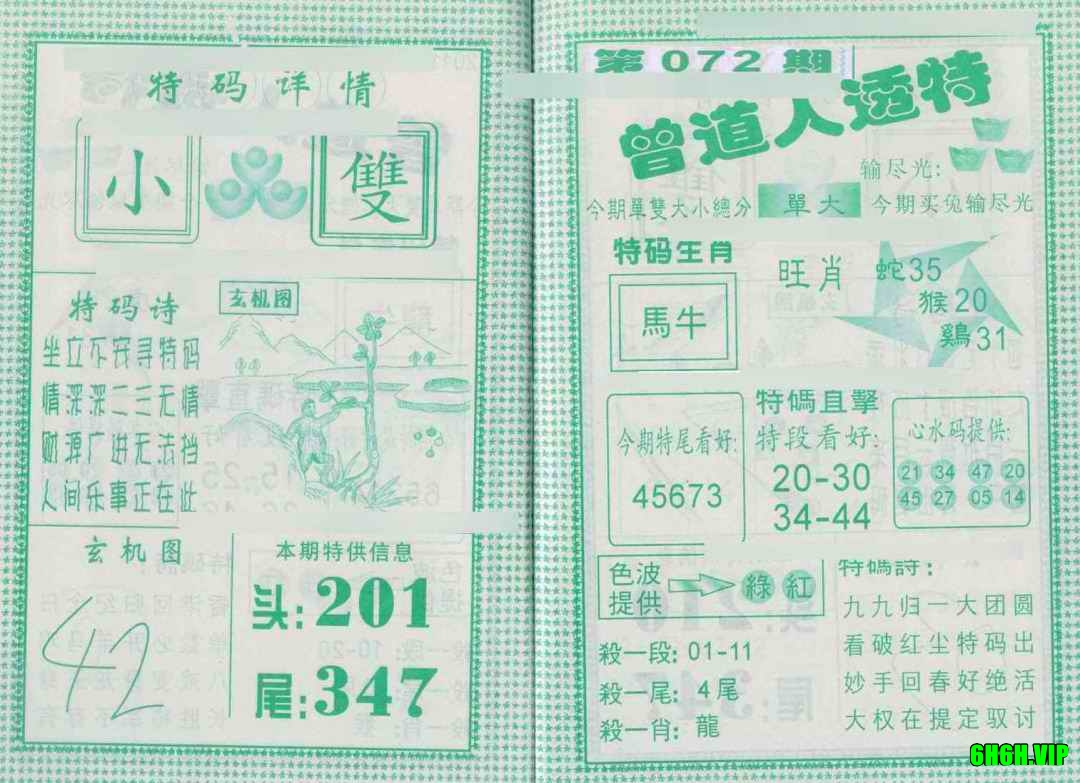 特码详情
小 雙
特码诗
坐立不安寻特码
情深深二三无情
财源广进无法挡
人间乐事正在此
玄机图
玄机图
42
本期特供信息
头:201
尾:347
第072期
曾道人透特
输尽光:
今期單雙大小總分 單大 今期买兔输尽光
特码生肖
馬牛
旺肖 蛇35
猴20
鷄31
今期特尾看好:
45673
特碼直擊
特段看好:
20-30
34-44
心水码提供:
21 34 47 20
45 27 05 14
色波提供 綠 紅
殺一段: 01-11
殺一尾: 4尾
殺一肖: 龍
特碼詩:
九九归一大团圆
看破红尘特码出
妙手回春好绝活
大权在提定驭讨
6H6H.VIP